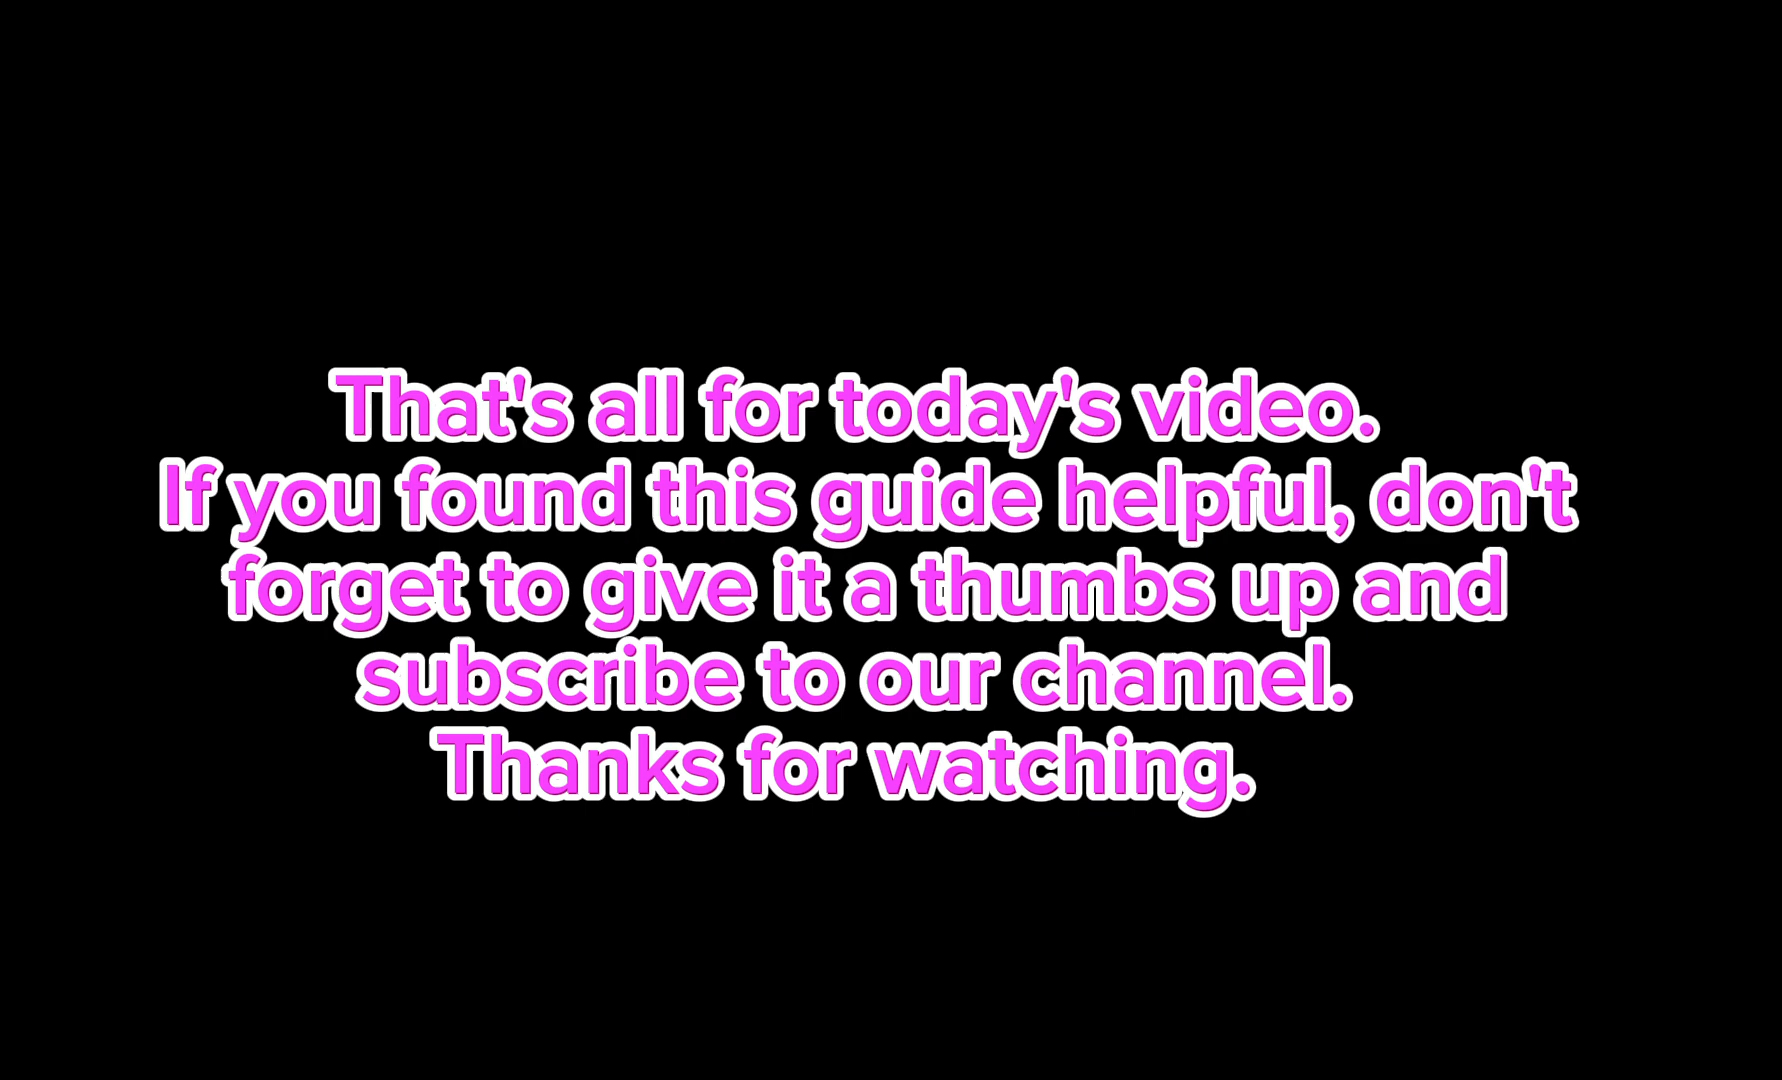 That's all for today's video.
If you found this guide helpful, don't
forget to give it a thumbs up and
subscribe to our channel.
Thanks for watching.